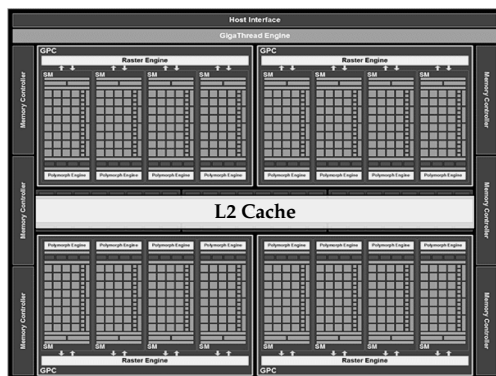 Host Interface
GigaThread Engine
GPC GPC
Raster Engine Raster Engine
SM SM SM SM SM SM SM SM
Memory Controller Memory Controller
Polymorph Engine Polymorph Engine Polymorph Engine Polymorph Engine Polymorph Engine Polymorph Engine Polymorph Engine Polymorph Engine
Memory Controller L2 Cache Memory Controller
Polymorph Engine Polymorph Engine Polymorph Engine Polymorph Engine Polymorph Engine Polymorph Engine Polymorph Engine Polymorph Engine
Memory Controller Memory Controller
SM SM SM SM SM SM SM SM
Raster Engine Raster Engine
GPC GPC